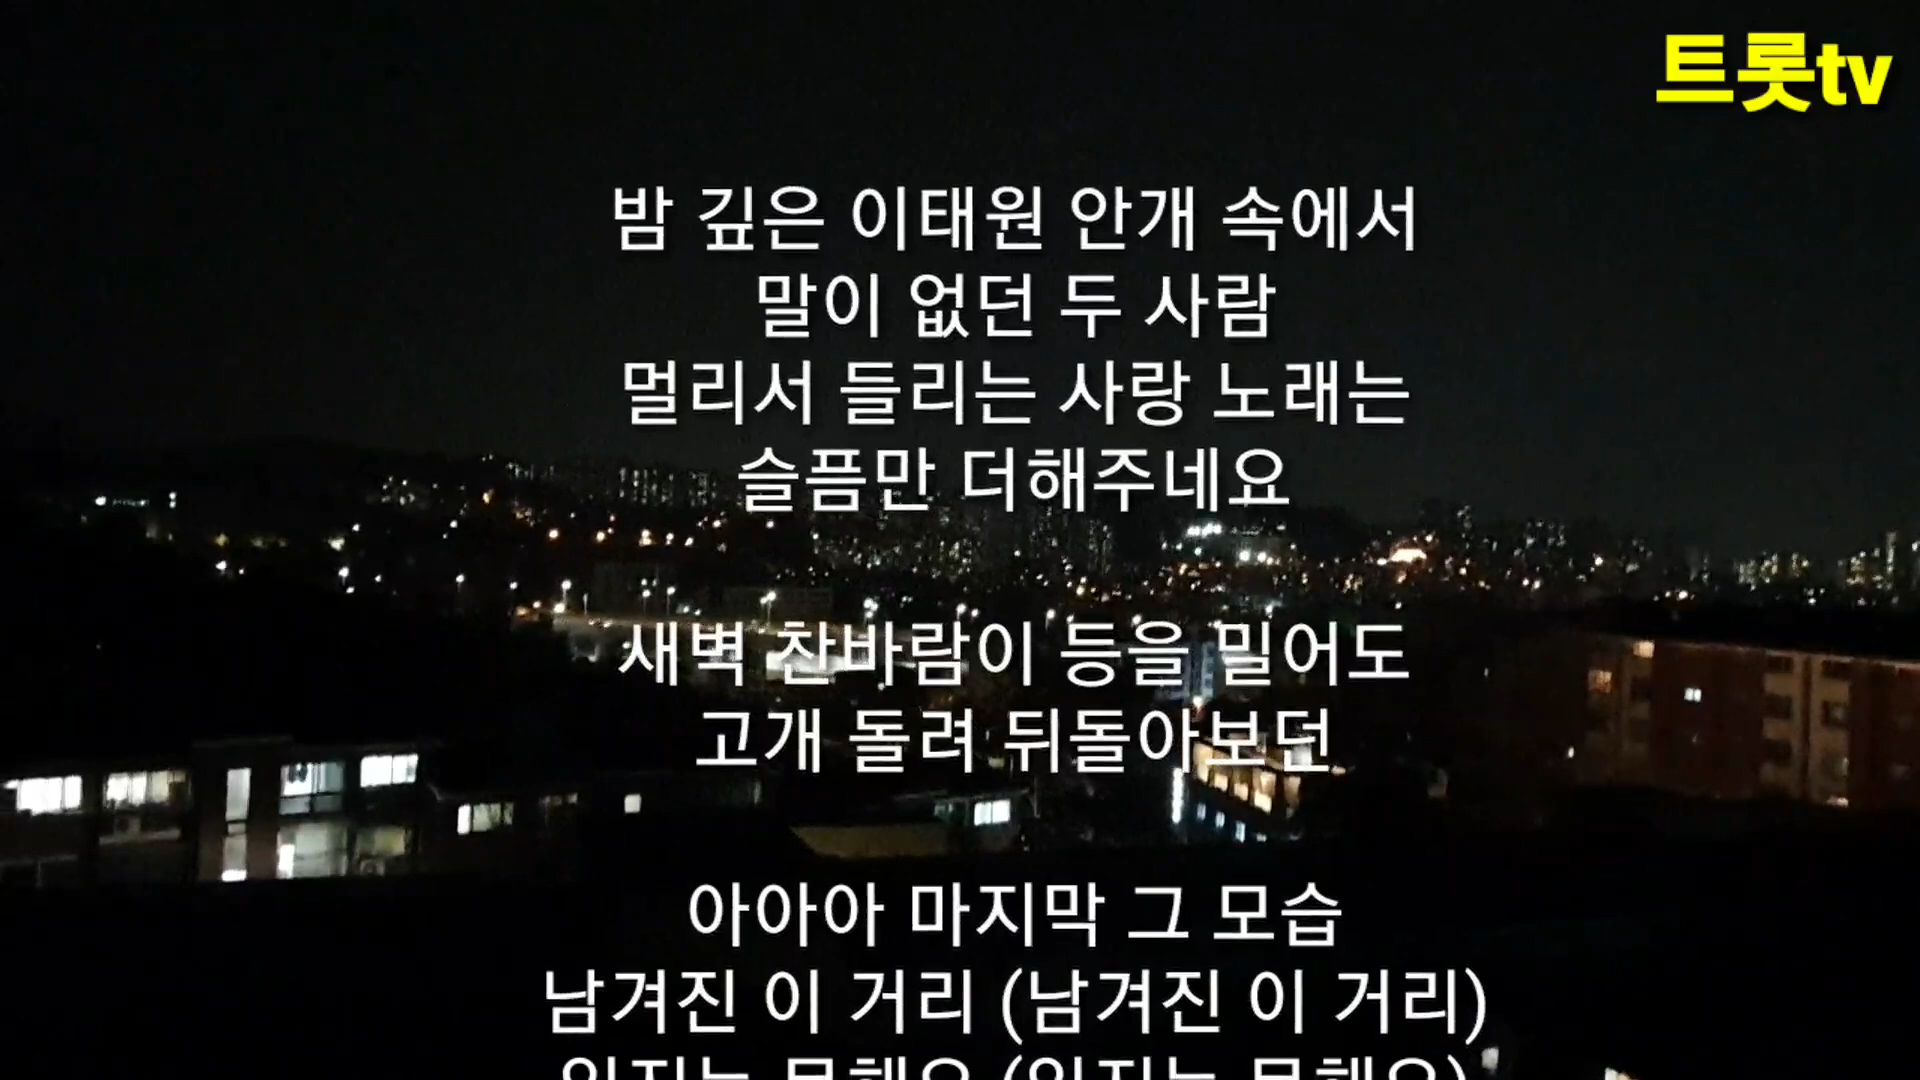 트롯tv
밤 깊은 이태원 안개 속에서
말이 없던 두 사람
멀리서 들리는 사랑 노래는
슬픔만 더해주네요
새벽 찬바람이 등을 밀어도
고개 돌려 뒤돌아보던
아아아 마지막 그 모습
남겨진 이 거리 (남겨진 이 거리)